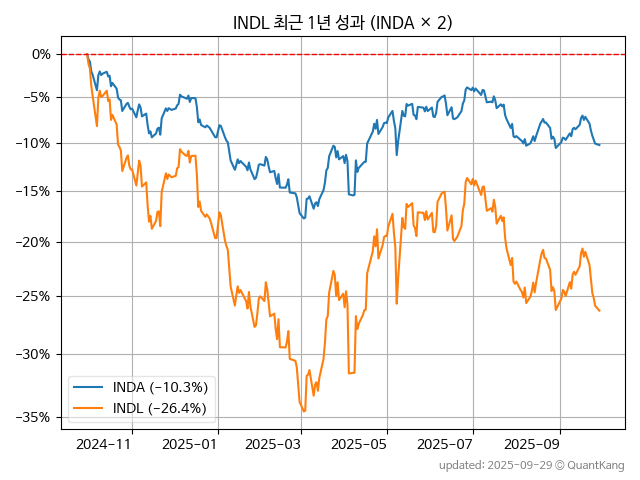 INDL 최근 1년 성과 (INDA × 2)
0%
−5%
−10%
−15%
−20%
−25%
−30%
−35%
INDA (−10.3%)
INDL (−26.4%)
2024−11 2025−01 2025−03 2025−05 2025−07 2025−09
updated: 2025-09-29 © QuantKang